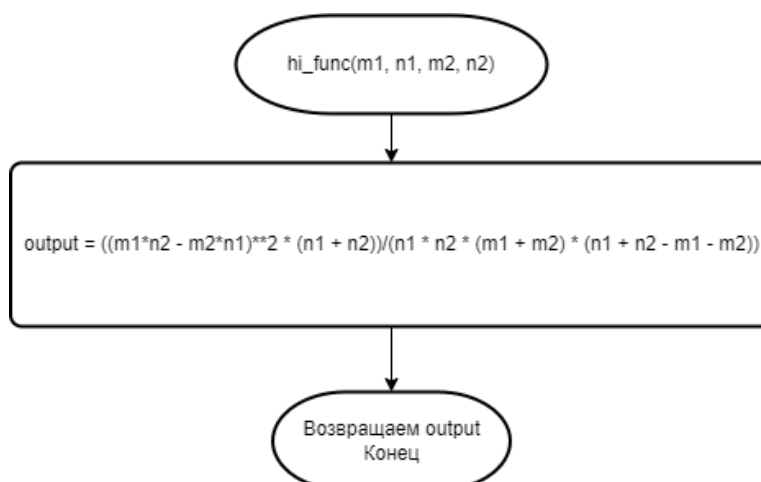 hi_func(m1, n1, m2, n2)
output = ((m1*n2 - m2*n1)**2 * (n1 + n2))/(n1 * n2 * (m1 + m2) * (n1 + n2 - m1 - m2))
Возвращаем output
Конец